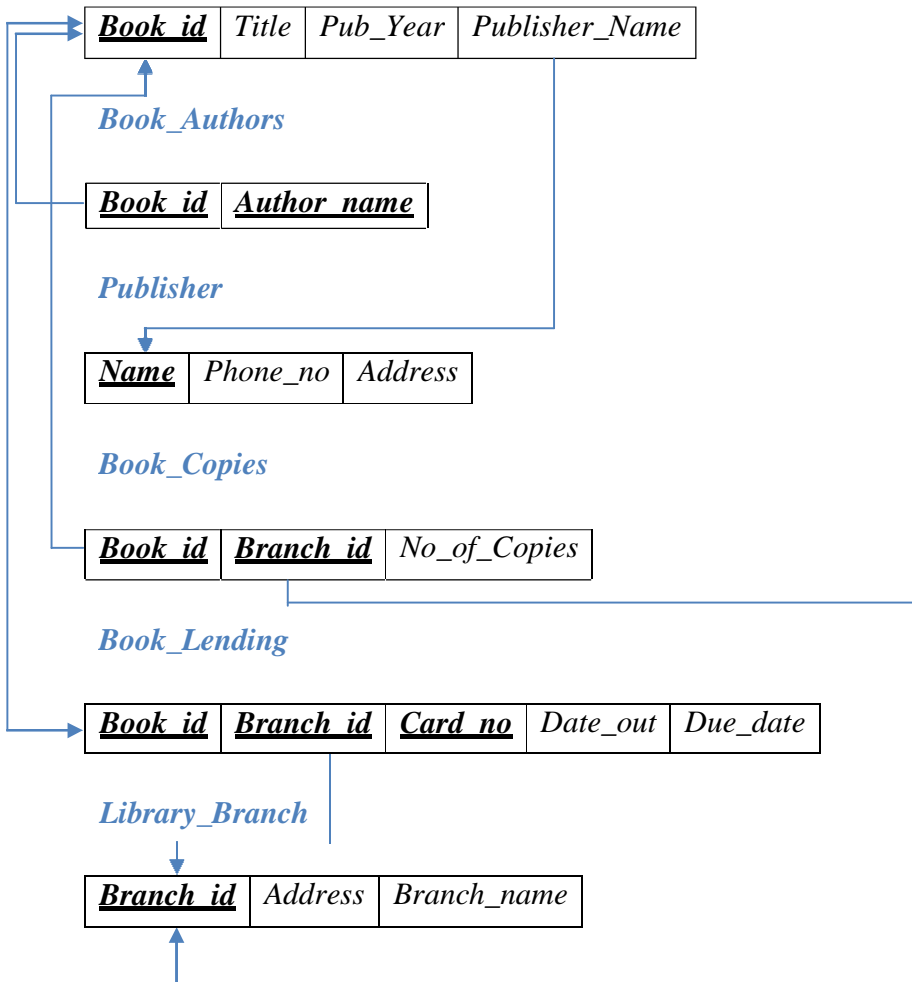 Book_id Title Pub_Year Publisher_Name
Book_Authors
Book_id Author_name
Publisher
Name Phone_no Address
Book_Copies
Book_id Branch_id No_of_Copies
Book_Lending
Book_id Branch_id Card_no Date_out Due_date
Library_Branch
Branch_id Address Branch_name